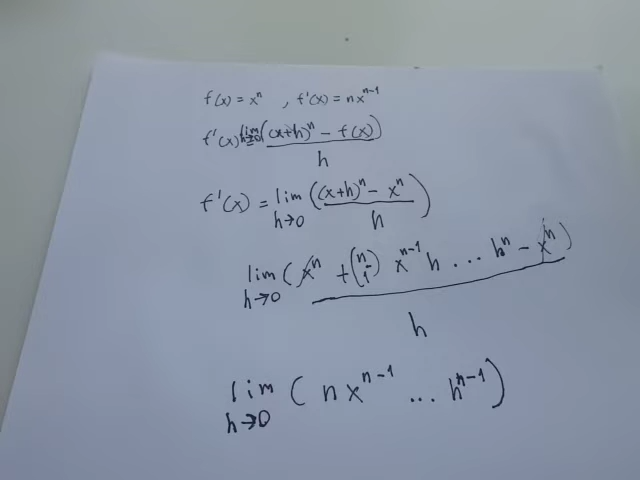 f(x) = xⁿ , f'(x) = nxⁿ⁻¹
f'(x) lim h→0 ((x+h)ⁿ - f(x))
h
f'(x) = lim h→0 ((x+h)ⁿ - xⁿ)
h
lim h→0 (xⁿ + (n i) xⁿ⁻¹ h ... hⁿ - xⁿ)
h
lim h→0 (nxⁿ⁻¹ ... hⁿ⁻¹)